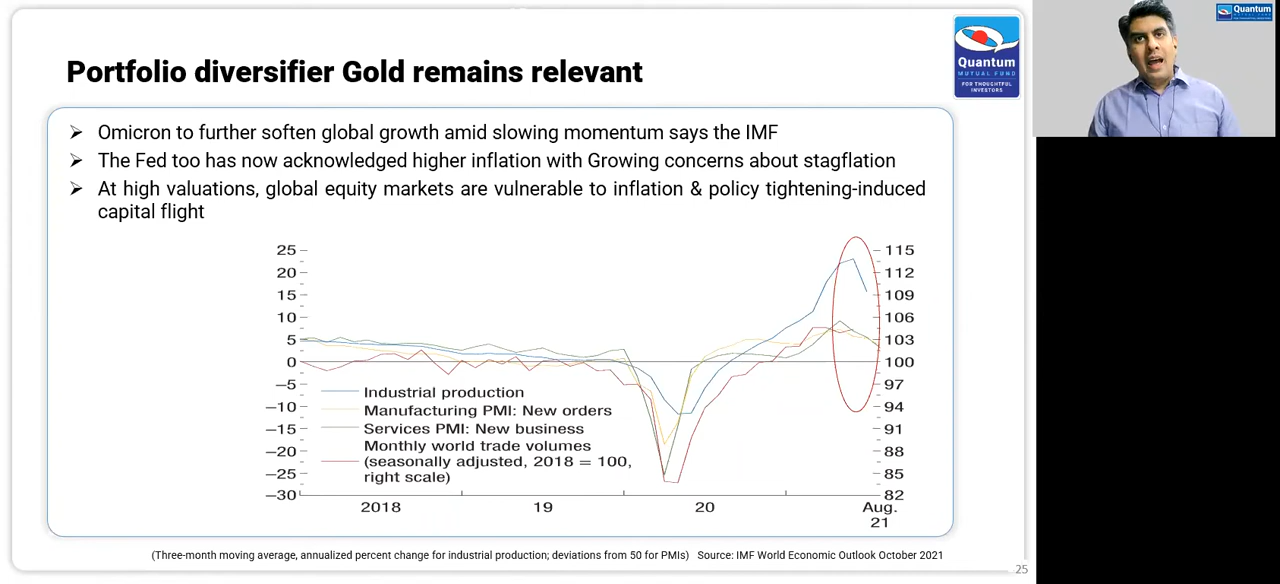 Portfolio diversifier Gold remains relevant
Quantum
MUTUAL FUND
FOR THOUGHTFUL
INVESTORS
Quantum
MUTUAL FUND
FOR THOUGHTFUL INVESTORS
➢ Omicron to further soften global growth amid slowing momentum says the IMF
➢ The Fed too has now acknowledged higher inflation with Growing concerns about stagflation
➢ At high valuations, global equity markets are vulnerable to inflation & policy tightening-induced
capital flight
25
20
15
10
5
0
−5
−10
−15
−20
−25
−30
115
112
109
106
103
100
97
94
91
88
85
82
Industrial production
Manufacturing PMI: New orders
Services PMI: New business
Monthly world trade volumes
(seasonally adjusted, 2018 = 100,
right scale)
2018
19
20
Aug.
21
(Three-month moving average, annualized percent change for industrial production; deviations from 50 for PMIs) Source: IMF World Economic Outlook October 2021
25